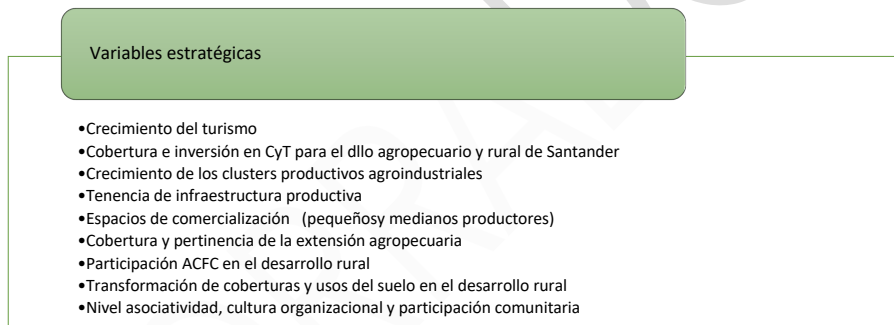 Variables estratégicas
•Crecimiento del turismo
•Cobertura e inversión en CyT para el dllo agropecuario y rural de Santander
•Crecimiento de los clusters productivos agroindustriales
•Tenencia de infraestructura productiva
•Espacios de comercialización (pequeñosy medianos productores)
•Cobertura y pertinencia de la extensión agropecuaria
•Participación ACFC en el desarrollo rural
•Transformación de coberturas y usos del suelo en el desarrollo rural
•Nivel asociatividad, cultura organizacional y participación comunitaria